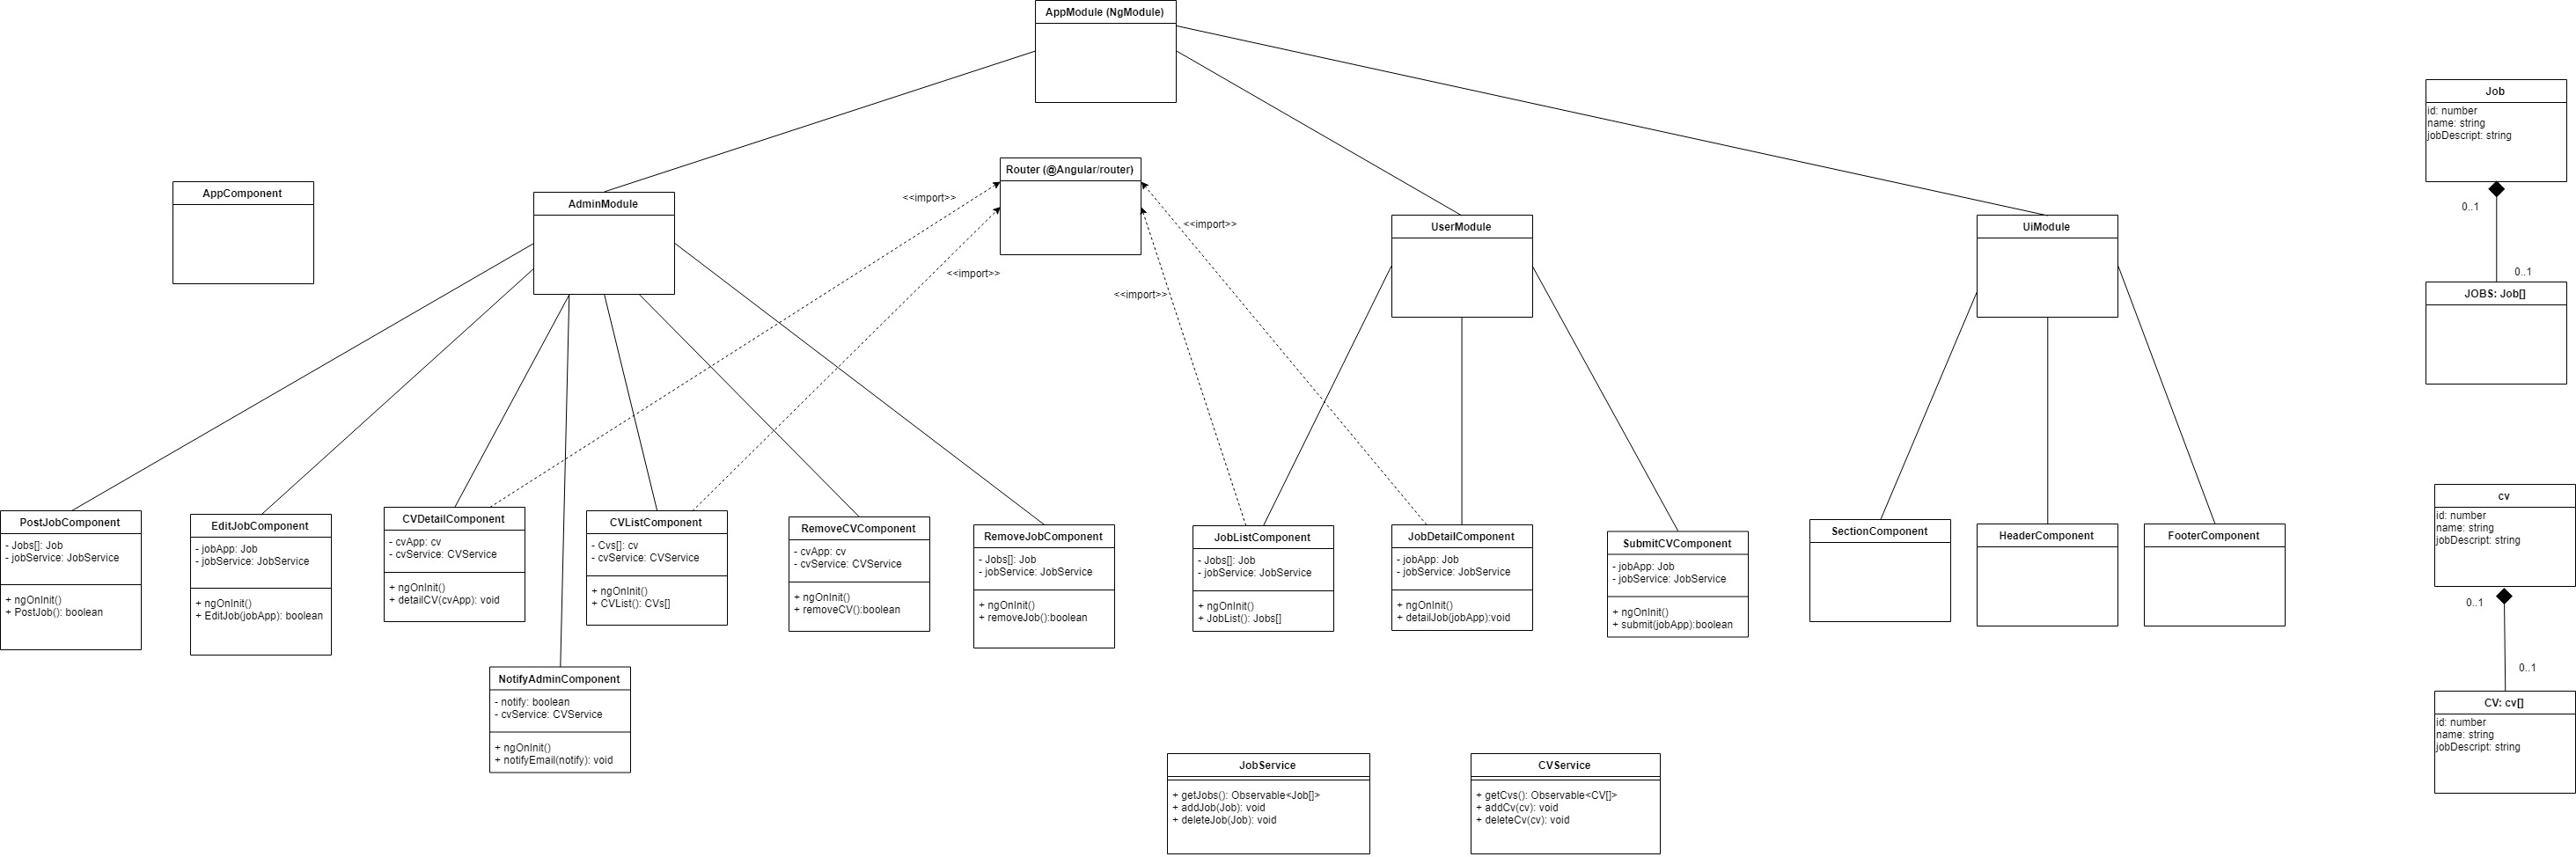 AppModule (NgModule)
Job
id: number
name: string
jobDescript: string
0..1
0..1
JOBS: Job[]
Router (@Angular/router)
AppComponent
AdminModule
<<import>>
<<import>>
<<import>>
<<import>>
UserModule
UiModule
PostJobComponent
- Jobs[]: Job
- jobService: JobService
+ ngOnInit()
+ PostJob(): boolean
EditJobComponent
- jobApp: Job
- jobService: JobService
+ ngOnInit()
+ EditJob(jobApp): boolean
CVDetailComponent
- cvApp: cv
- cvService: CVService
+ ngOnInit()
+ detailCV(cvApp): void
CVListComponent
- Cvs[]: cv
- cvService: CVService
+ ngOnInit()
+ CVList(): CVs[]
RemoveCVComponent
- cvApp: cv
- cvService: CVService
+ ngOnInit()
+ removeCV():boolean
RemoveJobComponent
- Jobs[]: Job
- jobService: JobService
+ ngOnInit()
+ removeJob():boolean
JobListComponent
- Jobs[]: Job
- jobService: JobService
+ ngOnInit()
+ JobList(): Jobs[]
JobDetailComponent
- jobApp: Job
- jobService: JobService
+ ngOnInit()
+ detailJob(jobApp):void
SubmitCVComponent
- jobApp: Job
- jobService: JobService
+ ngOnInit()
+ submit(jobApp):boolean
SectionComponent
HeaderComponent
FooterComponent
cv
id: number
name: string
jobDescript: string
0..1
0..1
CV: cv[]
id: number
name: string
jobDescript: string
NotifyAdminComponent
- notify: boolean
- cvService: CVService
+ ngOnInit()
+ notifyEmail(notify): void
JobService
+ getJobs(): Observable<Job[]>
+ addJob(Job): void
+ deleteJob(Job): void
CVService
+ getCvs(): Observable<CV[]>
+ addCv(cv): void
+ deleteCv(cv): void